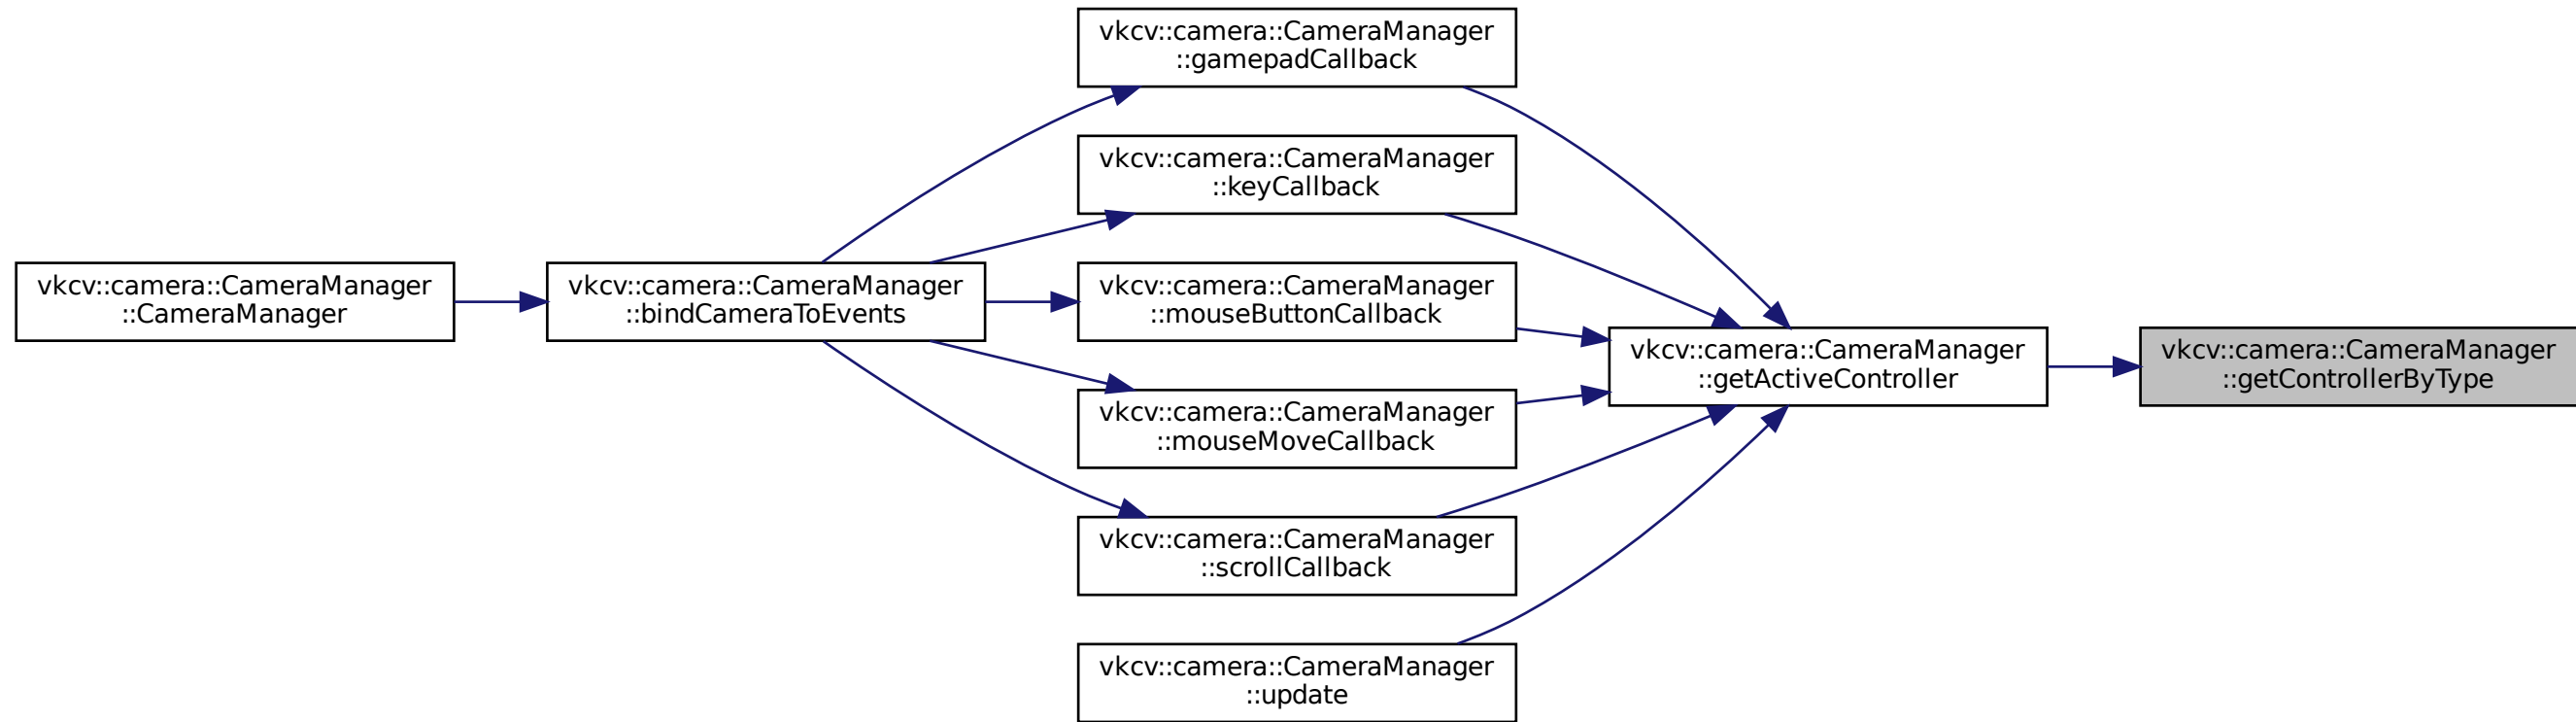 vkcv::camera::CameraManager
::gamepadCallback
vkcv::camera::CameraManager
::keyCallback
vkcv::camera::CameraManager
::CameraManager
vkcv::camera::CameraManager
::bindCameraToEvents
vkcv::camera::CameraManager
::mouseButtonCallback
vkcv::camera::CameraManager
::getActiveController
vkcv::camera::CameraManager
::getControllerByType
vkcv::camera::CameraManager
::mouseMoveCallback
vkcv::camera::CameraManager
::scrollCallback
vkcv::camera::CameraManager
::update